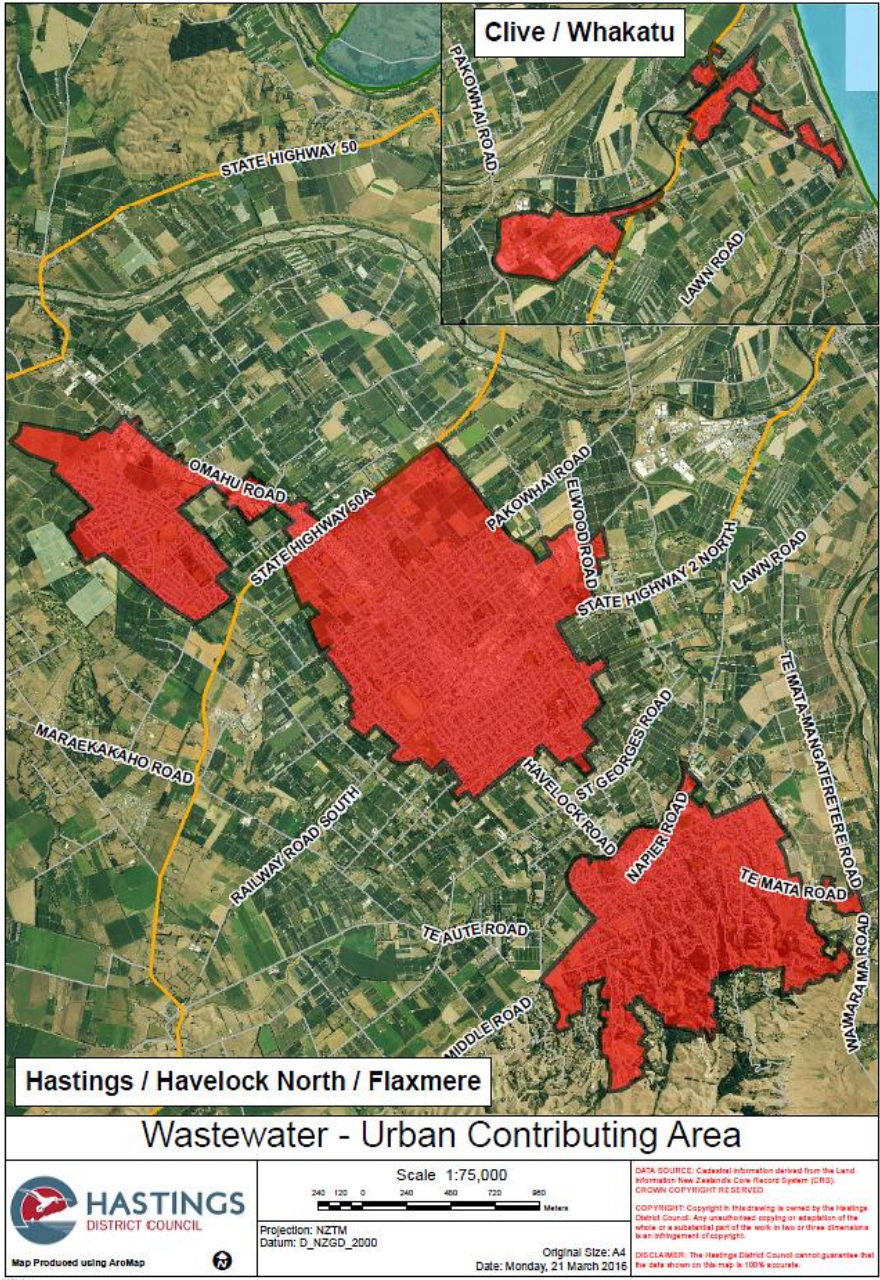 Clive / Whakatu
PAKOWHAI ROAD
LAWN ROAD
STATE HIGHWAY 50
OMAHU ROAD
STATE HIGHWAY 50A
PAKOWHAI ROAD
ELWOOD ROAD
STATE HIGHWAY 2 NORTH
LAWN ROAD
TE MATA-MANGATERETERE ROAD
MARAEKAKAHO ROAD
RAILWAY ROAD SOUTH
HAVELOCK ROAD
ST GEORGES ROAD
NAPIER ROAD
TE MATA ROAD
TE AUTE ROAD
WAIMARAMA ROAD
MIDDLE ROAD
Hastings / Havelock North / Flaxmere
Wastewater - Urban Contributing Area
HASTINGS
DISTRICT COUNCIL
Map Produced using ArcMap
Scale 1:75,000
240 120 0 240 480 720 960
Meters
Projection: NZTM
Datum: D_NZGD_2000
Original Size: A4
Date: Monday, 21 March 2016
DATA SOURCE: Cadastral information derived from the Land
Information New Zealand's Core Record System (CRS).
CROWN COPYRIGHT RESERVED
COPYRIGHT: Copyright in this drawing is owned by the Hastings
District Council. Any unauthorised copying or adaptation of the
whole or a substantial part of the work in two or three dimensions
is an infringement of copyright.
DISCLAIMER: The Hastings District Council cannot guarantee that
the data shown on this map is 100% accurate.